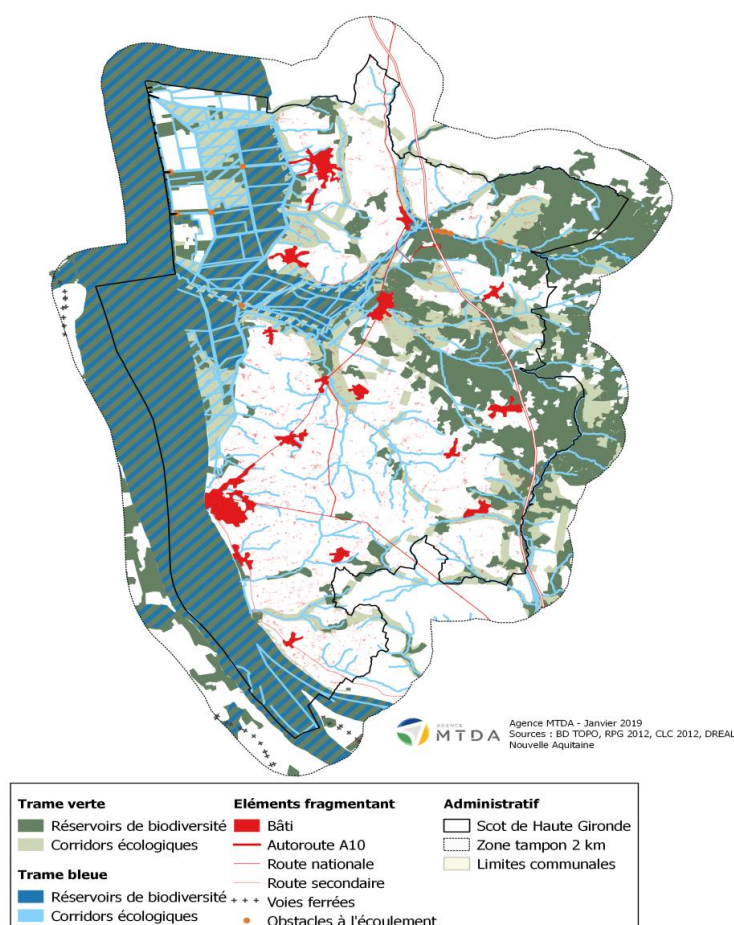 AGENCE
MTDA
Agence MTDA - Janvier 2019
Sources : BD TOPO, RPG 2012, CLC 2012, DREAL
Nouvelle Aquitaine
Trame verte
Réservoirs de biodiversité
Corridors écologiques
Trame bleue
Réservoirs de biodiversité
Corridors écologiques
Eléments fragmentant
Bâti
Autoroute A10
Route nationale
Route secondaire
Voies ferrées
Obstacles à l'écoulement
Administratif
Scot de Haute Gironde
Zone tampon 2 km
Limites communales